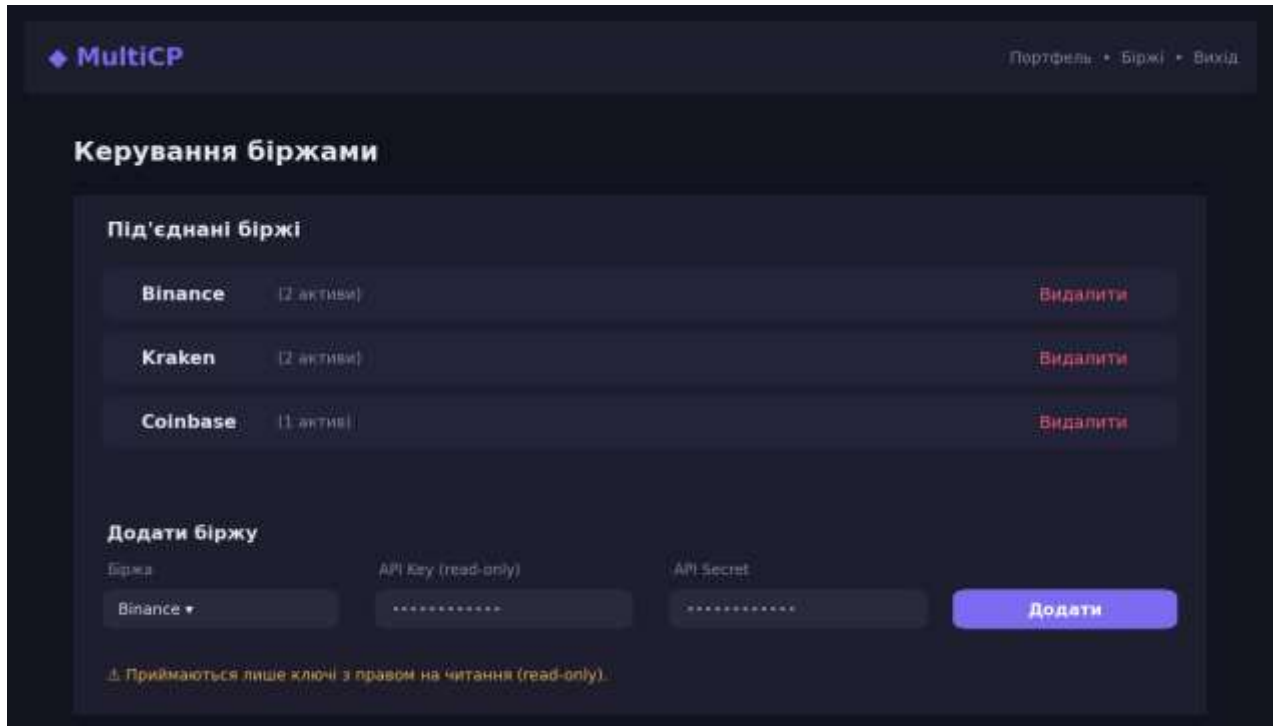 ◆ MultiCP
Портфель • Біржі • Вихід
Керування біржами
Під'єднані біржі
Binance (2 активи) Видалити
Kraken (2 активи) Видалити
Coinbase (1 актив) Видалити
Додати біржу
Біржа API Key (read-only) API Secret
Binance ▾ •••••••••••• •••••••••••• Додати
⚠ Приймаються лише ключі з правом на читання (read-only).